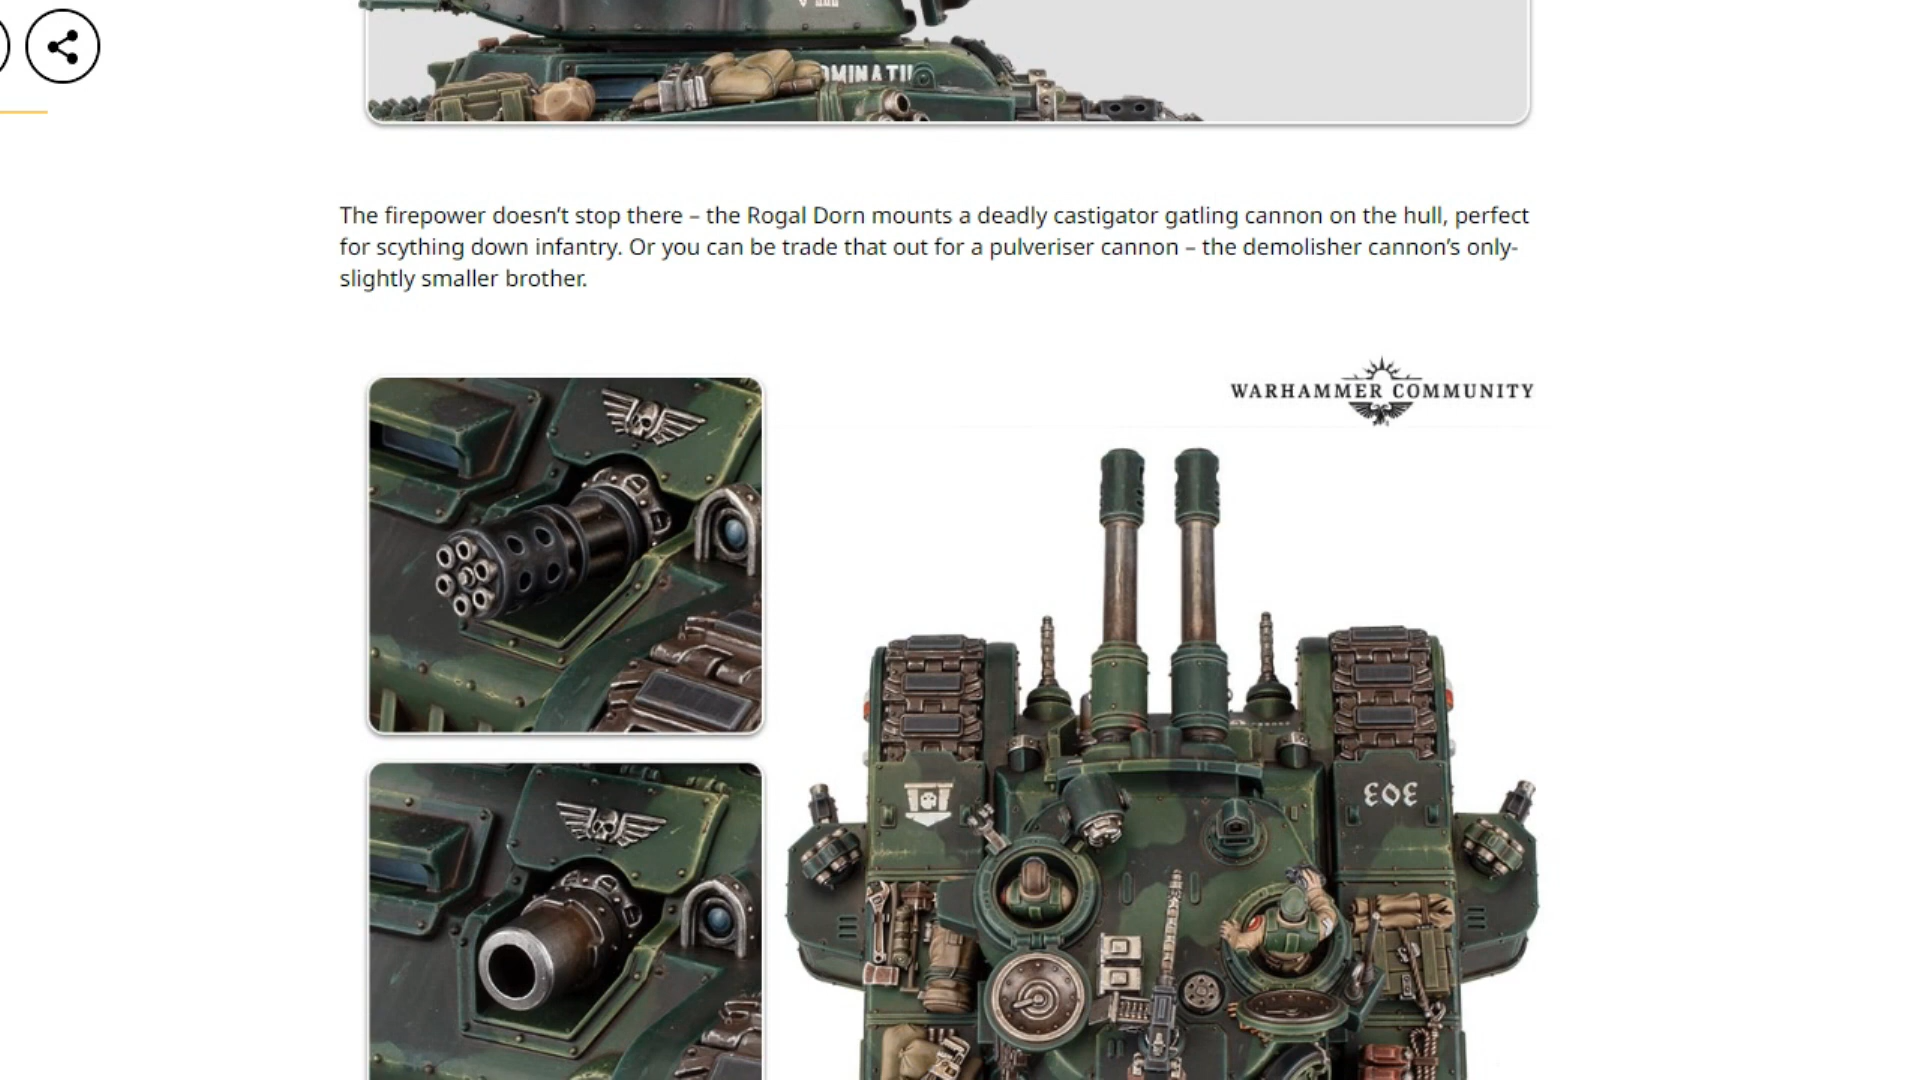 The firepower doesn’t stop there – the Rogal Dorn mounts a deadly castigator gatling cannon on the hull, perfect
for scything down infantry. Or you can be trade that out for a pulveriser cannon – the demolisher cannon’s only-
slightly smaller brother.
WARHAMMER COMMUNITY
303